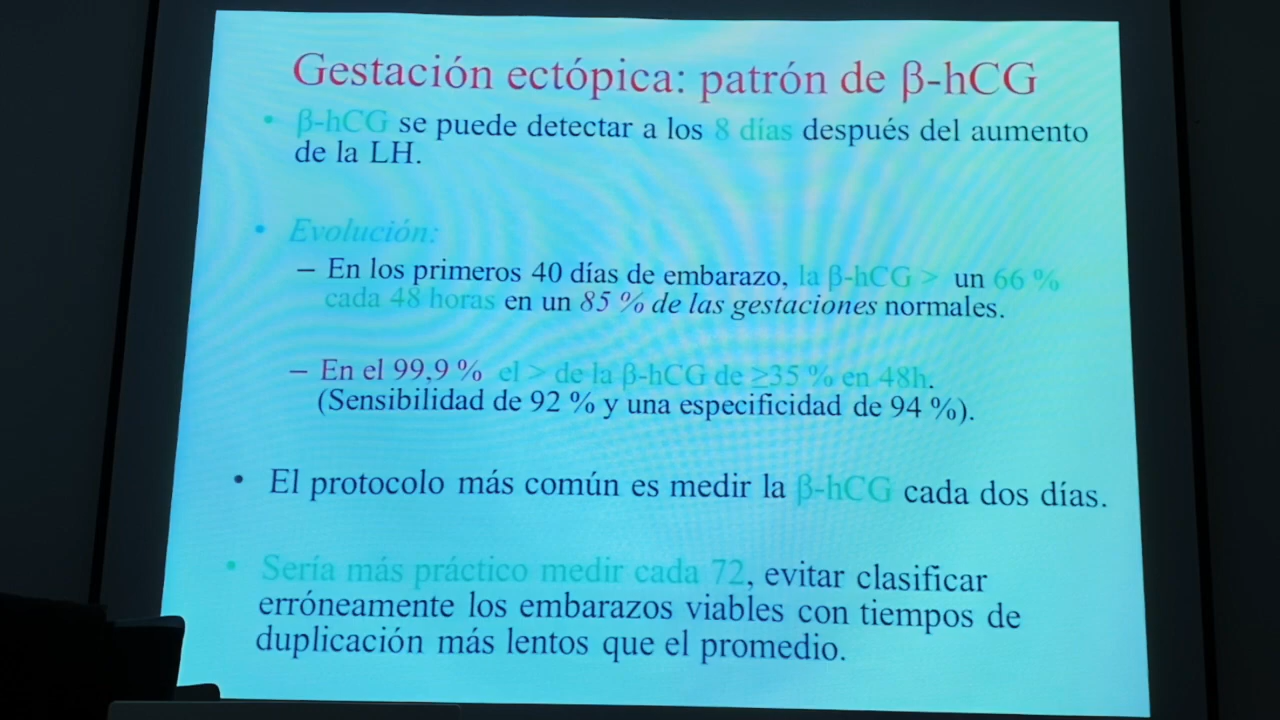 Gestación ectópica: patrón de β-hCG
• β-hCG se puede detectar a los 8 días después del aumento
de la LH.
• Evolución:
– En los primeros 40 días de embarazo, la β-hCG > un 66 %
cada 48 horas en un 85 % de las gestaciones normales.
– En el 99,9 % el > de la β-hCG de ≥35 % en 48h.
(Sensibilidad de 92 % y una especificidad de 94 %).
• El protocolo más común es medir la β-hCG cada dos días.
• Sería más práctico medir cada 72, evitar clasificar
erróneamente los embarazos viables con tiempos de
duplicación más lentos que el promedio.